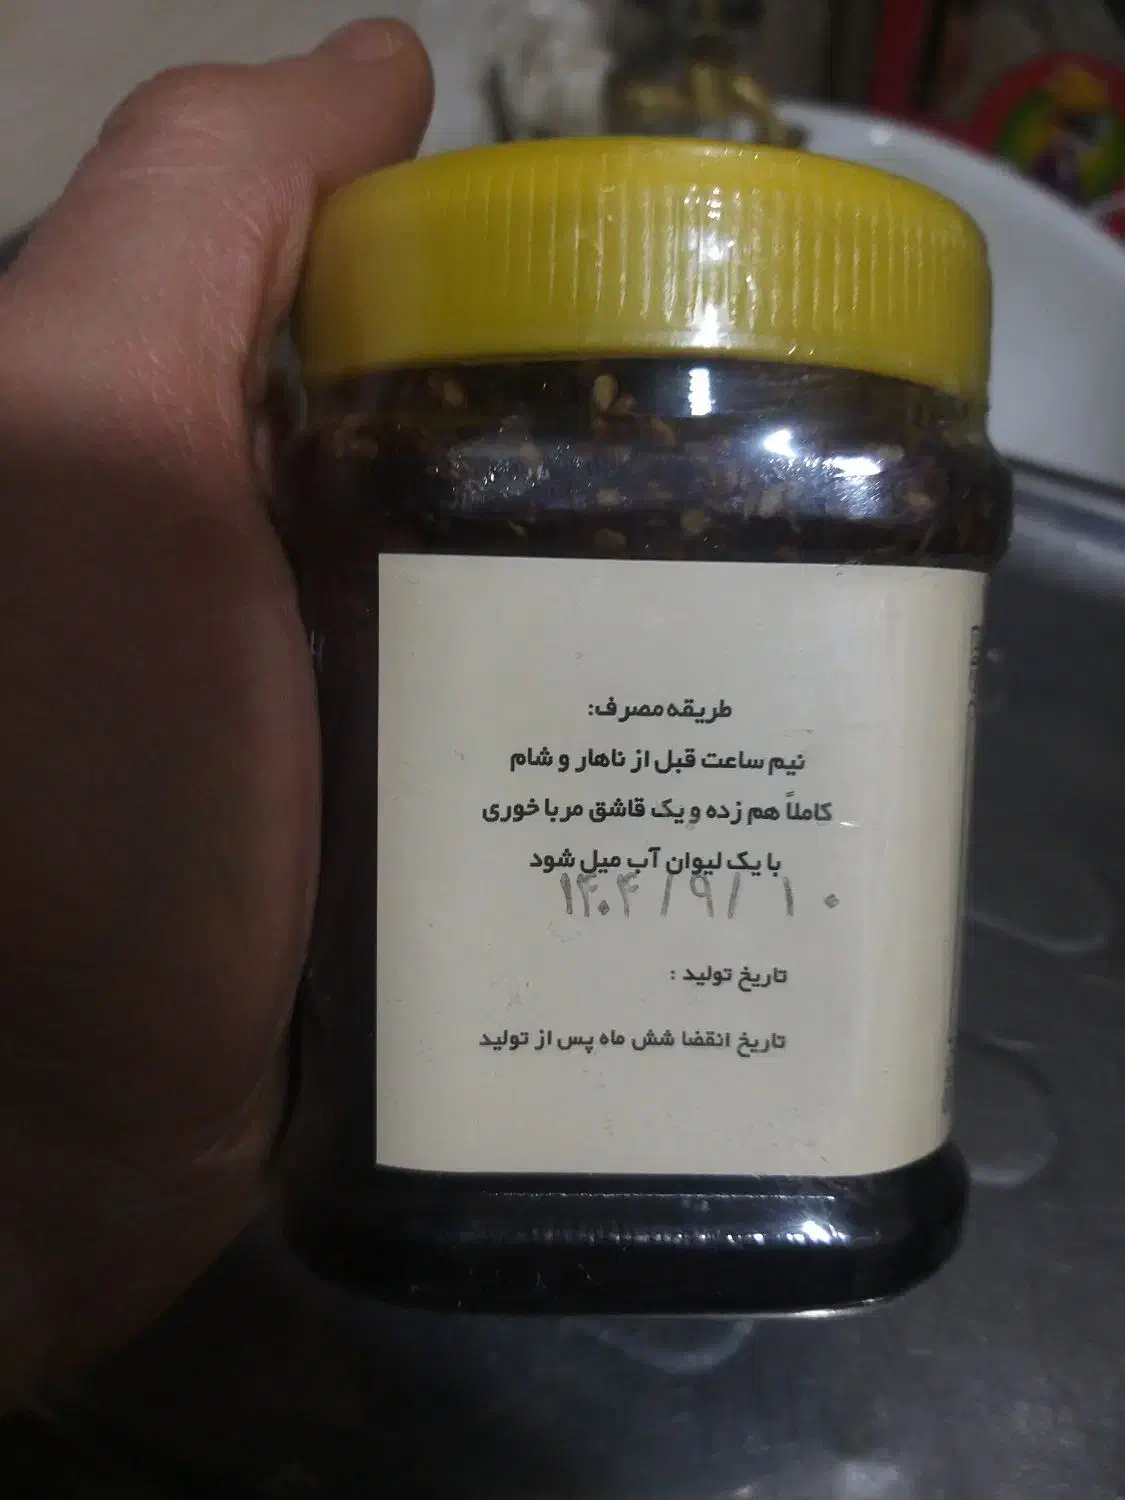 طریقه مصرف:
نیم ساعت قبل از ناهار و شام
کاملاً هم زده و یک قاشق مربا خوری
با یک لیوان آب میل شود
۱۴۰۴/۹/۱۰
تاریخ تولید :
تاریخ انقضا شش ماه پس از تولید